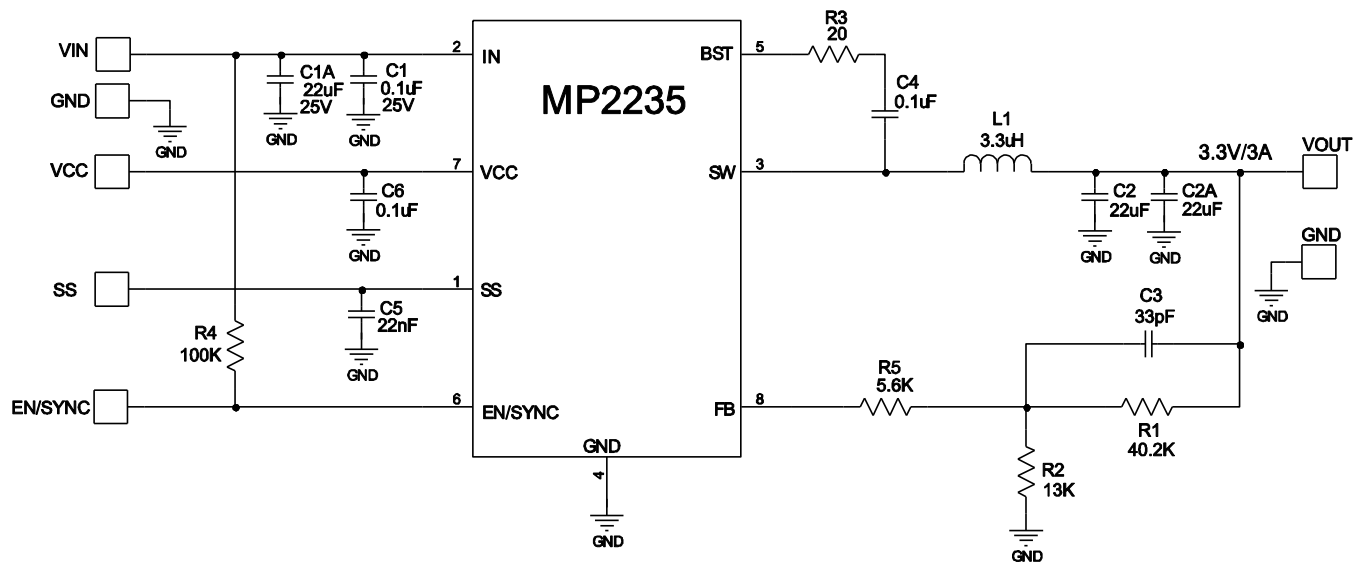 VIN
GND
GND
VCC
SS
EN/SYNC
R4
100K
C1A
22uF
25V
GND
C1
0.1uF
25V
GND
C6
0.1uF
GND
C5
22nF
GND
MP2235
2
IN
7
VCC
1
SS
6
EN/SYNC
GND
4
GND
BST
5
SW
3
FB
8
R3
20
C4
0.1uF
L1
3.3uH
C2
22uF
GND
C2A
22uF
GND
3.3V/3A
VOUT
GND
GND
C3
33pF
R5
5.6K
R1
40.2K
R2
13K
GND